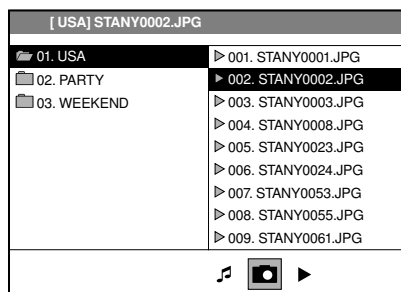 [ USA] STANY0002.JPG
01. USA
02. PARTY
03. WEEKEND
001. STANY0001.JPG
002. STANY0002.JPG
003. STANY0003.JPG
004. STANY0008.JPG
005. STANY0023.JPG
006. STANY0024.JPG
007. STANY0053.JPG
008. STANY0055.JPG
009. STANY0061.JPG